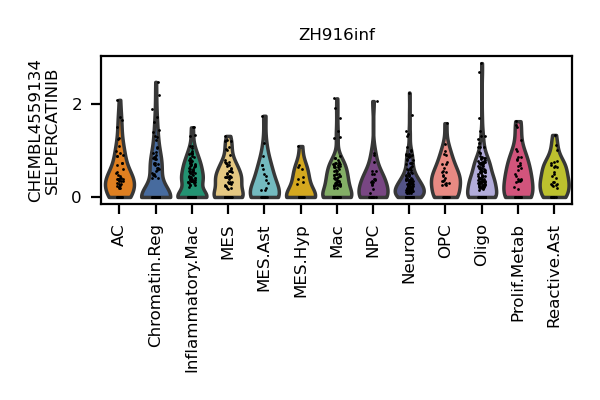 ZH916inf
CHEMBL4559134
SELPERCATINIB
2
0
AC
Chromatin.Reg
Inflammatory.Mac
MES
MES.Ast
MES.Hyp
Mac
NPC
Neuron
OPC
Oligo
Prolif.Metab
Reactive.Ast